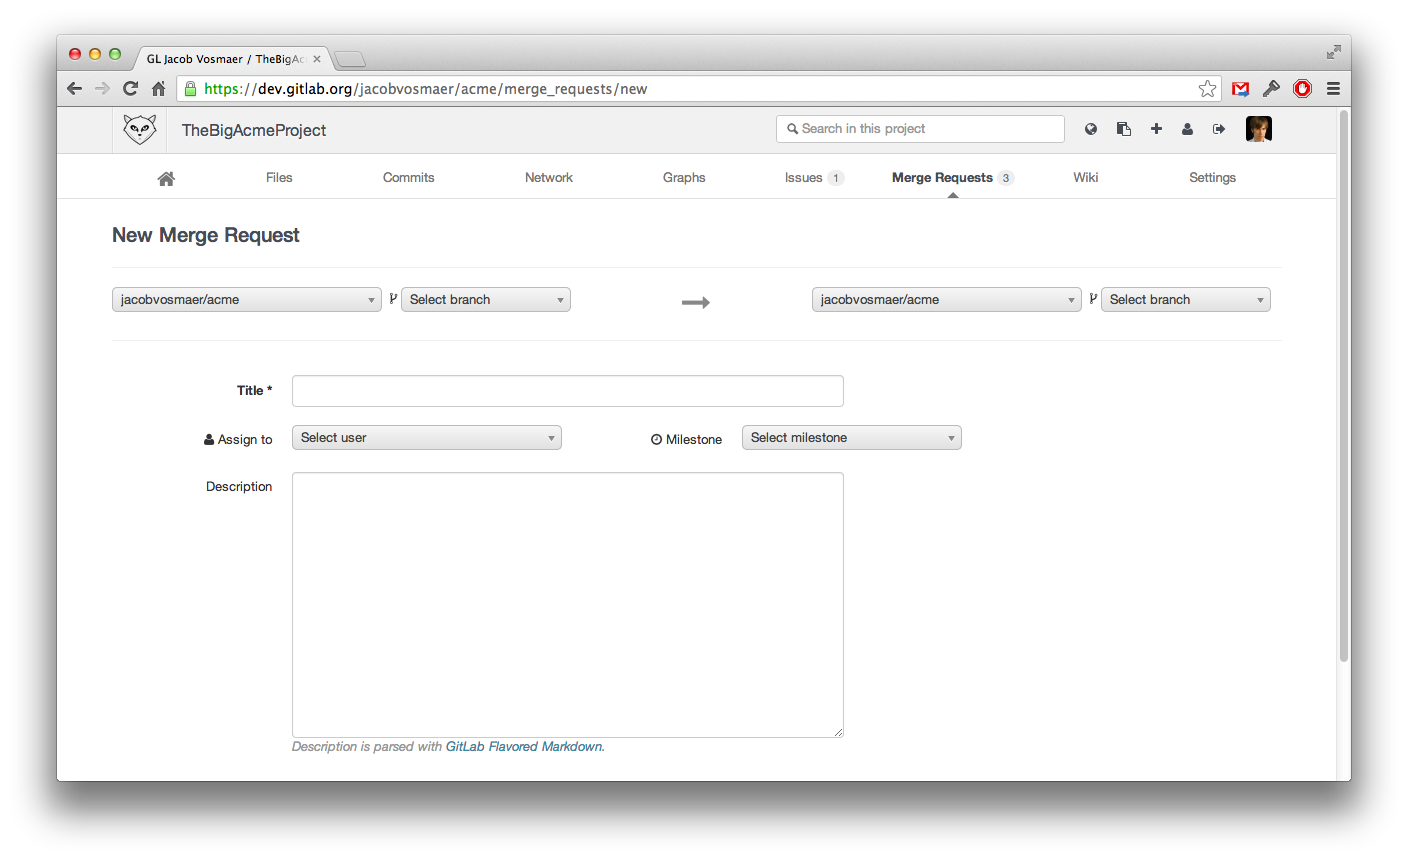 GL Jacob Vosmaer / TheBigAc
https://dev.gitlab.org/jacobvosmaer/acme/merge_requests/new
TheBigAcmeProject
Search in this project
Files Commits Network Graphs Issues 1 Merge Requests 3 Wiki Settings
New Merge Request
jacobvosmaer/acme Select branch jacobvosmaer/acme Select branch
Title *
Assign to Select user Milestone Select milestone
Description
Description is parsed with GitLab Flavored Markdown.